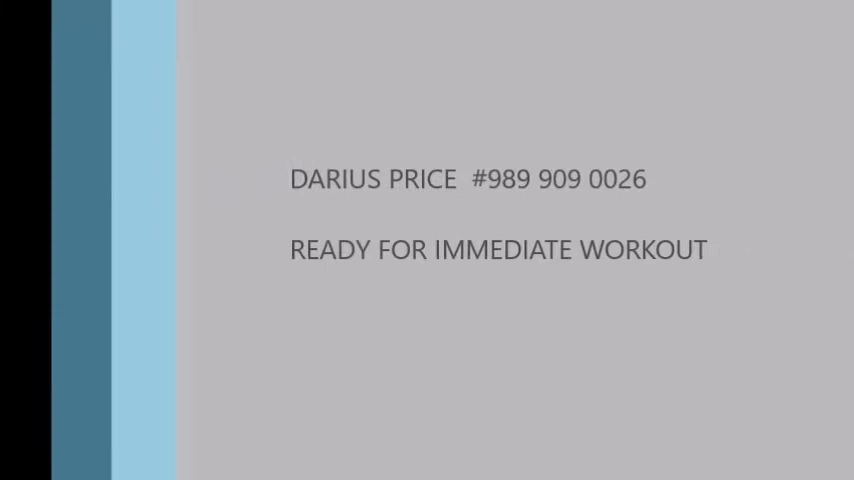 DARIUS PRICE  #989 909 0026
READY FOR IMMEDIATE WORKOUT